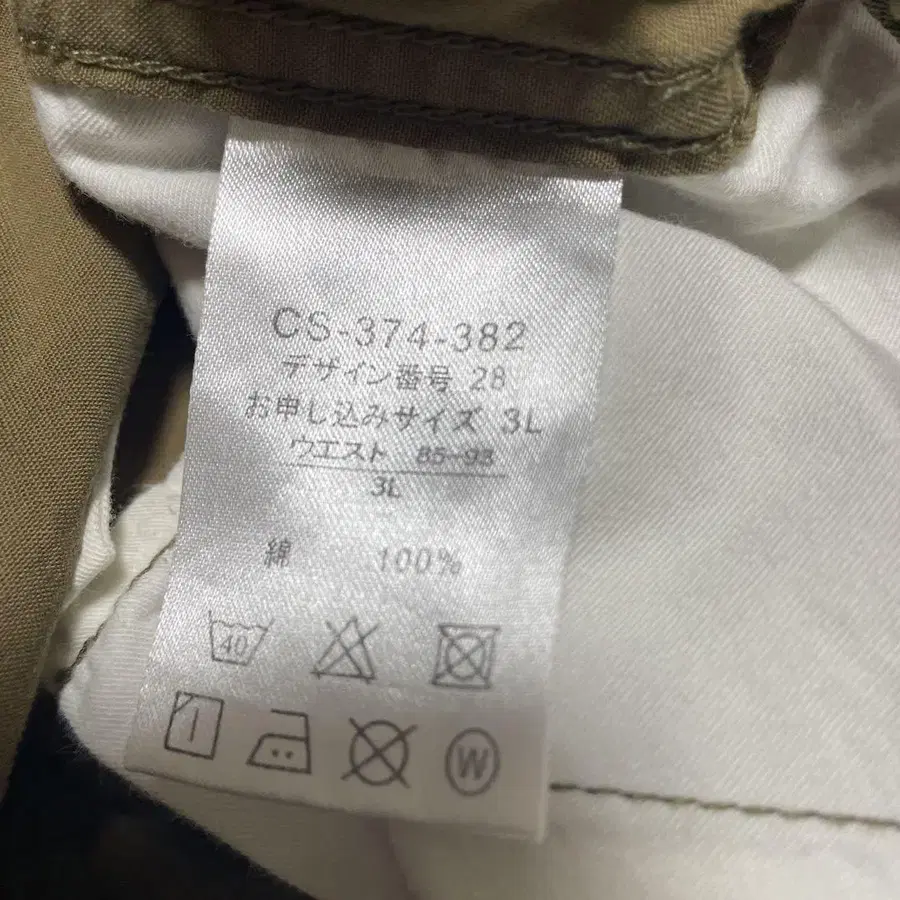 CS-374-382
デザイン番号 28
お申し込みサイズ 3L
ウエスト 85-93
3L
綿 100%
40
W